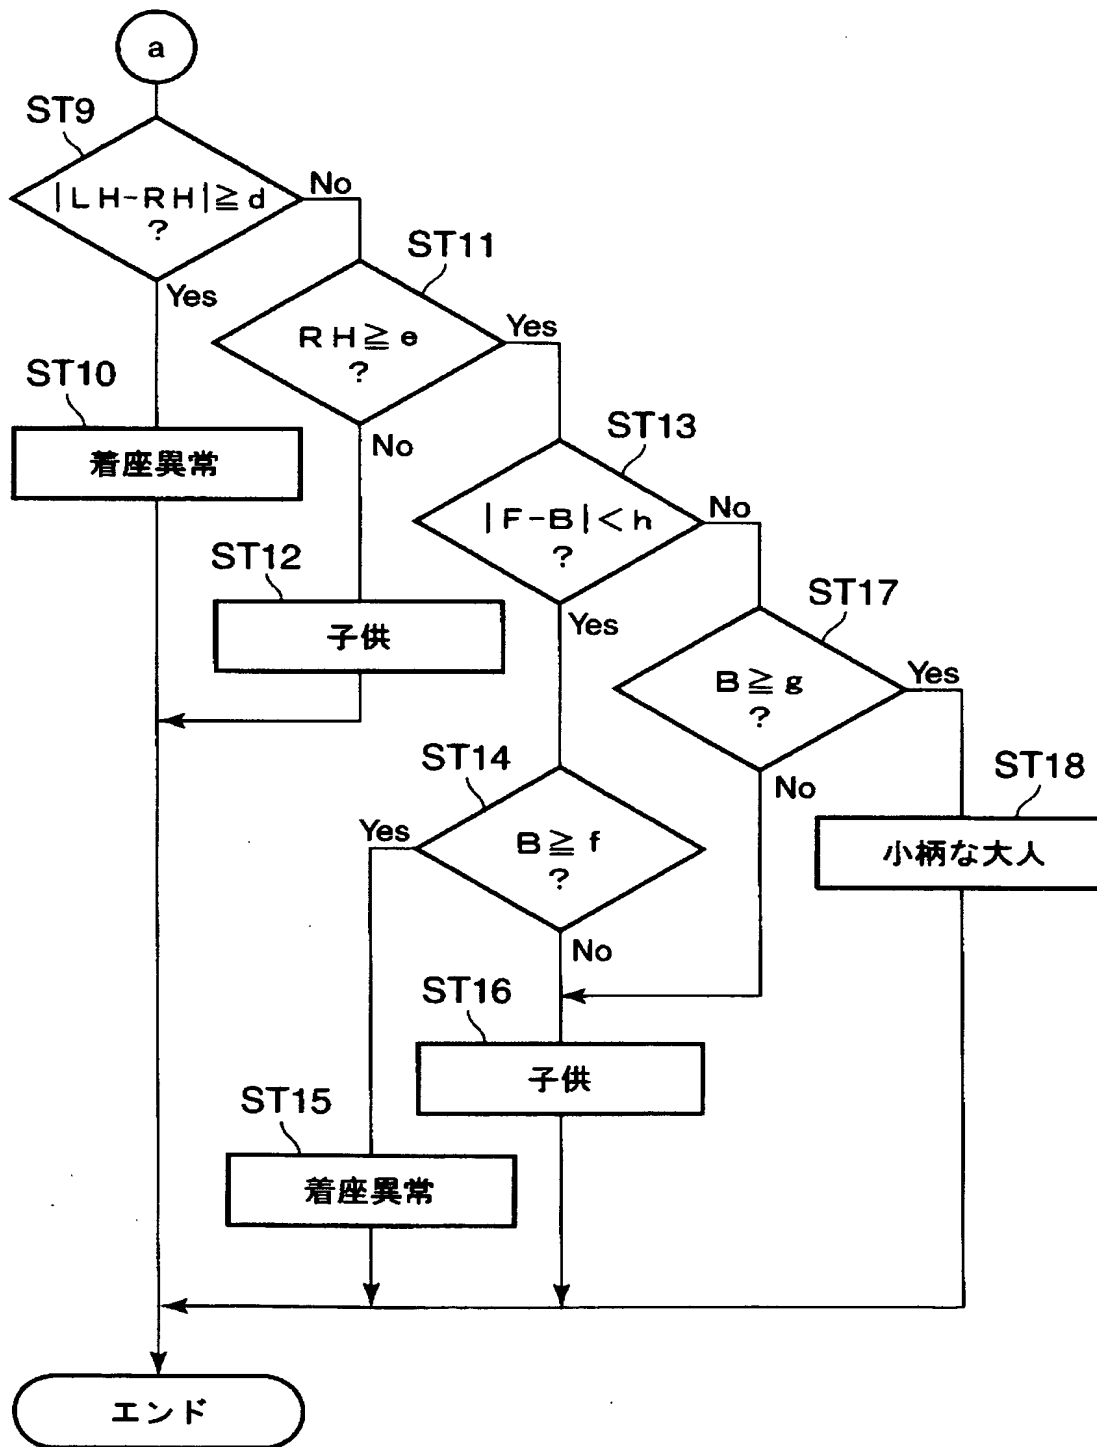 a
ST9
|LH-RH|≧d
?
No
Yes
ST11
RH≧e
?
Yes
No
ST10
着座異常
ST13
|F-B|<h
?
No
Yes
ST12
子供
ST17
B≧g
?
Yes
No
ST14
B≧f
?
Yes
No
ST18
小柄な大人
ST16
子供
ST15
着座異常
エンド